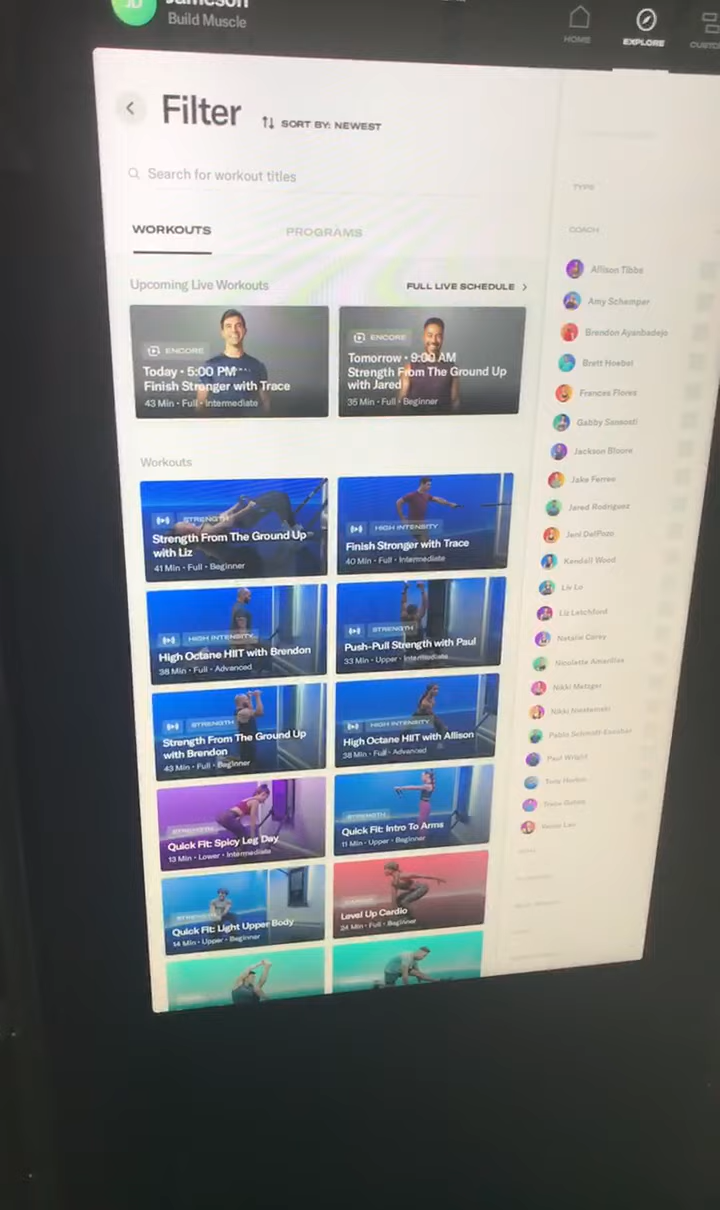 JD
Jameson
Build Muscle
HOME
EXPLORE
Filter
SORT BY: NEWEST
Search for workout titles
WORKOUTS
PROGRAMS
Upcoming Live Workouts
FULL LIVE SCHEDULE
ENCORE
Today • 5:00 PM
Finish Stronger with Trace
43 Min • Full • Intermediate
ENCORE
Tomorrow • 9:00 AM
Strength From The Ground Up
with Jared
35 Min • Full • Beginner
Workouts
STRENGTH
Strength From The Ground Up
with Liz
41 Min • Full • Beginner
HIGH INTENSITY
Finish Stronger with Trace
40 Min • Full • Intermediate
HIGH INTENSITY
High Octane HIIT with Brendon
38 Min • Full • Advanced
STRENGTH
Push-Pull Strength with Paul
33 Min • Upper • Intermediate
STRENGTH
Strength From The Ground Up
with Brendon
43 Min • Full • Beginner
HIGH INTENSITY
High Octane HIIT with Allison
38 Min • Full • Advanced
STRENGTH
Quick Fit: Spicy Leg Day
13 Min • Lower • Intermediate
STRENGTH
Quick Fit: Intro To Arms
11 Min • Upper • Beginner
STRENGTH
Quick Fit: Light Upper Body
14 Min • Upper • Beginner
Level Up Cardio
24 Min • Full • Beginner
TYPE
COACH
Allison Tibbs
Amy Schemper
Brendon Ayanbadejo
Brett Hoebel
Frances Flores
Gabby Sansosti
Jackson Bloore
Jake Ferreo
Jared Rodriguez
Jeni DelPozo
Kendall Wood
Liv Lo
Liz Letchford
Natalie Carey
Nicolette Amarillas
Nikki Metzger
Pablo Schmidt-Escobar
Paul Wright
Tony Horton
Trace Gates